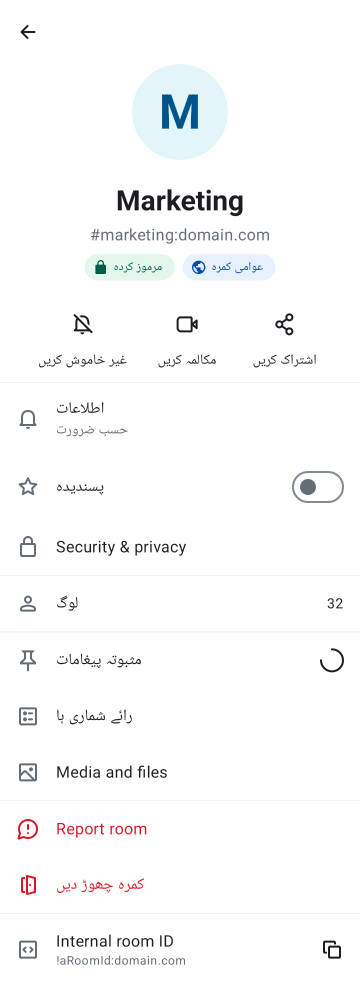 M
Marketing
#marketing:domain.com
مرموز کردہ
عوامی کمرہ
غیر خاموش کریں
مکالمہ کریں
اشتراک کریں
اطلاعات
حسب ضرورت
پسندیدہ
Security & privacy
لوگ
32
مثبوتہ پیغامات
رائے شماری ہا
Media and files
Report room
کمرہ چھوڑ دیں
Internal room ID
!aRoomId:domain.com